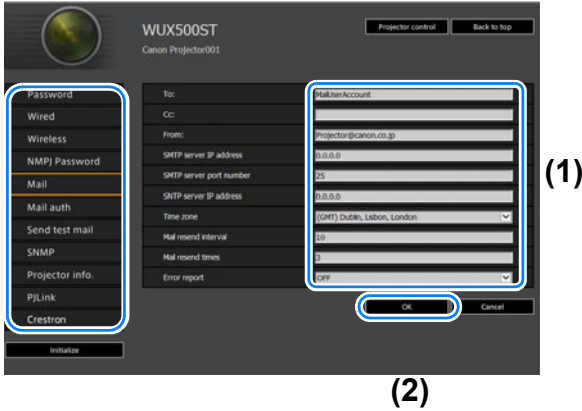 WUX500ST
Canon Projector001
Projector control
Back to top
Password
Wired
Wireless
NMPJ Password
Mail
Mail auth
Send test mail
SNMP
Projector info.
PJLink
Crestron
Initialize
To: MailUserAccount
Cc:
From: Projector@canon.co.jp
SMTP server IP address 0.0.0.0
SMTP server port number 25
SNTP server IP address 0.0.0.0
Time zone (GMT) Dublin, Lisbon, London
Mail resend interval 10
Mail resend times 3
Error report OFF
OK Cancel
(1)
(2)